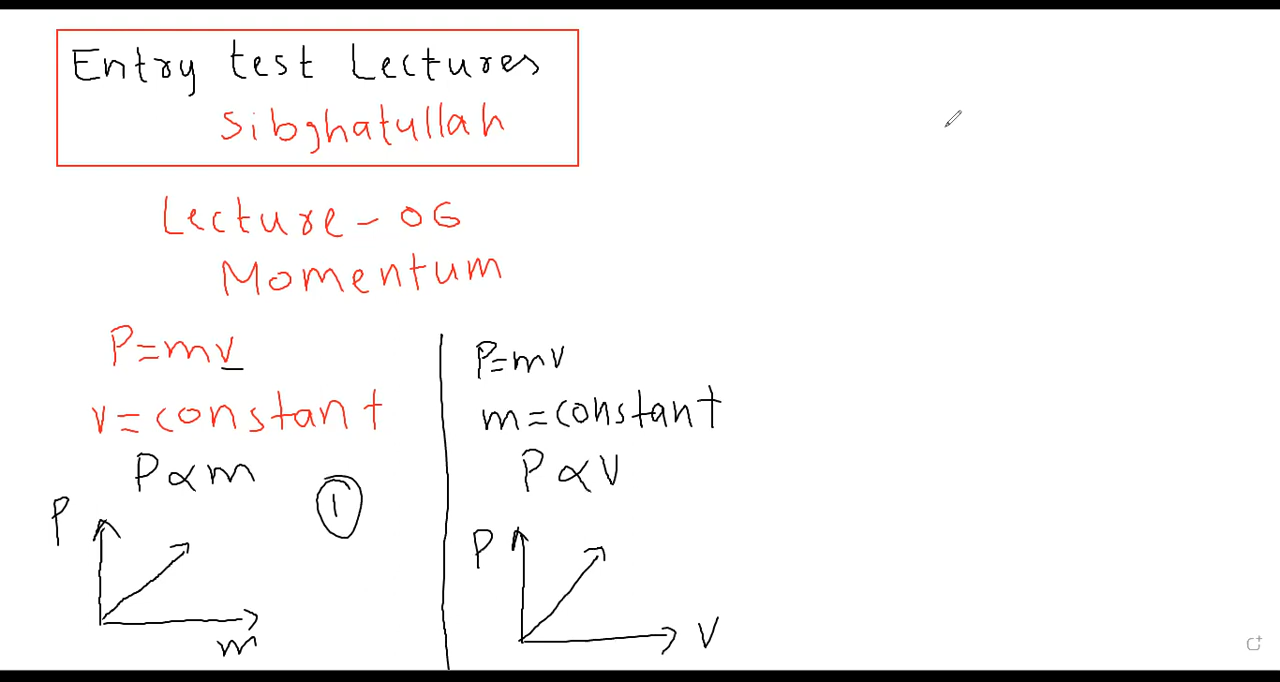 Entry test Lectures
Sibghatullah
Lecture - 06
Momentum
P=mv
v=constant
P∝m
1
P
m
P=mv
m=constant
P∝V
P
V